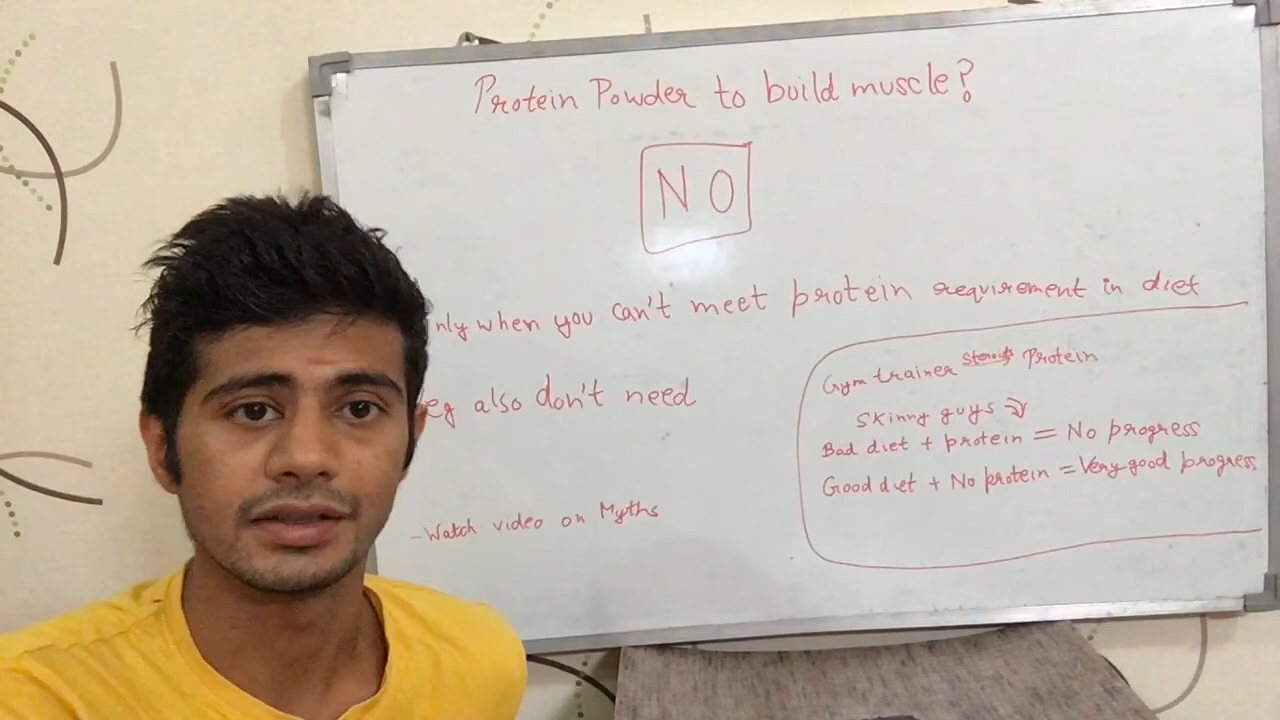 Protein Powder to build muscle?
NO
nly when you can't meet protein requirement in diet
eg also don't need
Gym trainer Protein
Skinny guys
Bad diet + protein = No progress
Good diet + No protein = Very good progress
- Watch video on Myths